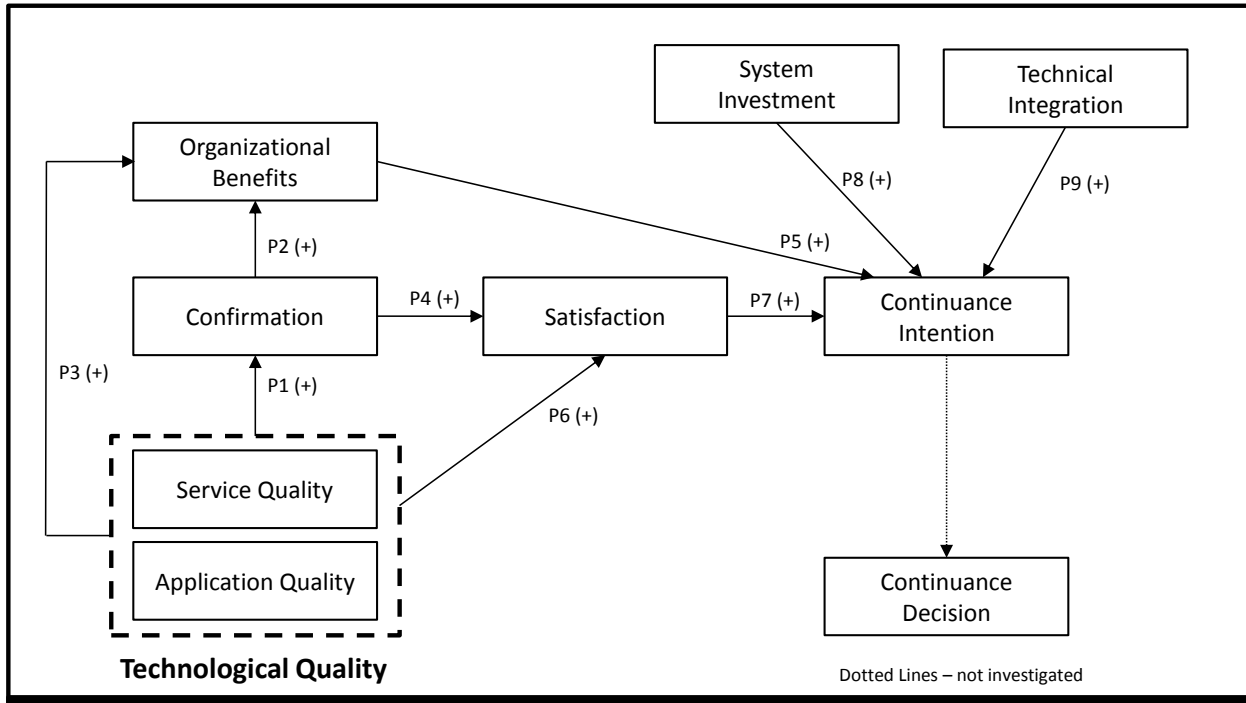 System
Investment
Technical
Integration
Organizational
Benefits
P8 (+)
P9 (+)
P2 (+)
P5 (+)
Confirmation
P4 (+)
Satisfaction
P7 (+)
Continuance
Intention
P3 (+)
P1 (+)
P6 (+)
Service Quality
Application Quality
Continuance
Decision
Technological Quality
Dotted Lines – not investigated